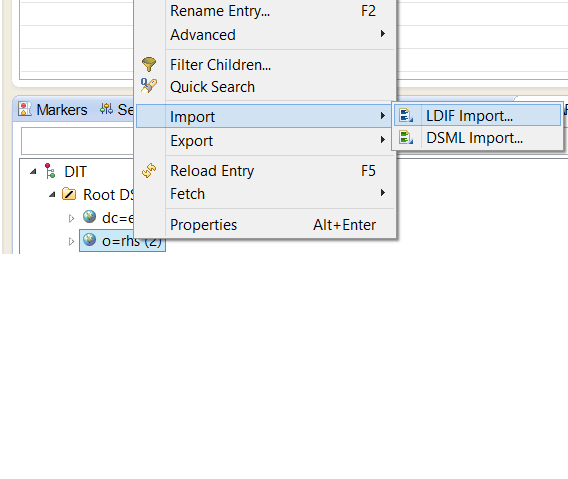 Rename Entry... F2
Advanced
Filter Children...
Quick Search
Markers Se
Import
LDIF Import...
Export
DSML Import...
DIT
Reload Entry F5
Root DS
Fetch
dc=e
Properties Alt+Enter
o=rhs (2)